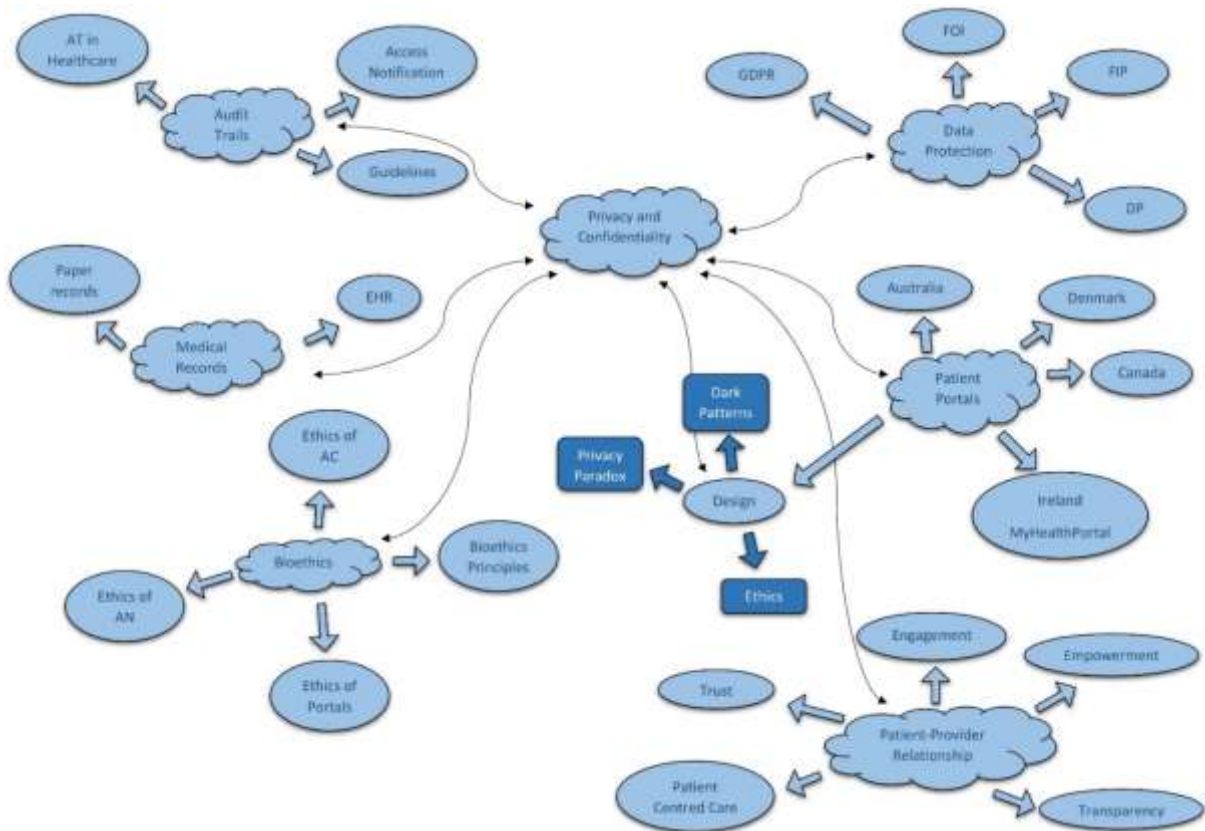 AT in
Healthcare
Access
Notification
Audit
Trails
Guidelines
FOI
GDPR
FIP
Data
Protection
DP
Privacy and
Confidentiality
Paper
records
EHR
Medical
Records
Australia
Denmark
Patient
Portals
Canada
Ireland
MyHealthPortal
Dark
Patterns
Privacy
Paradox
Design
Ethics
Ethics of
AC
Bioethics
Bioethics
Principles
Ethics of
AN
Ethics of
Portals
Engagement
Empowerment
Trust
Patient-Provider
Relationship
Patient
Centred Care
Transparency